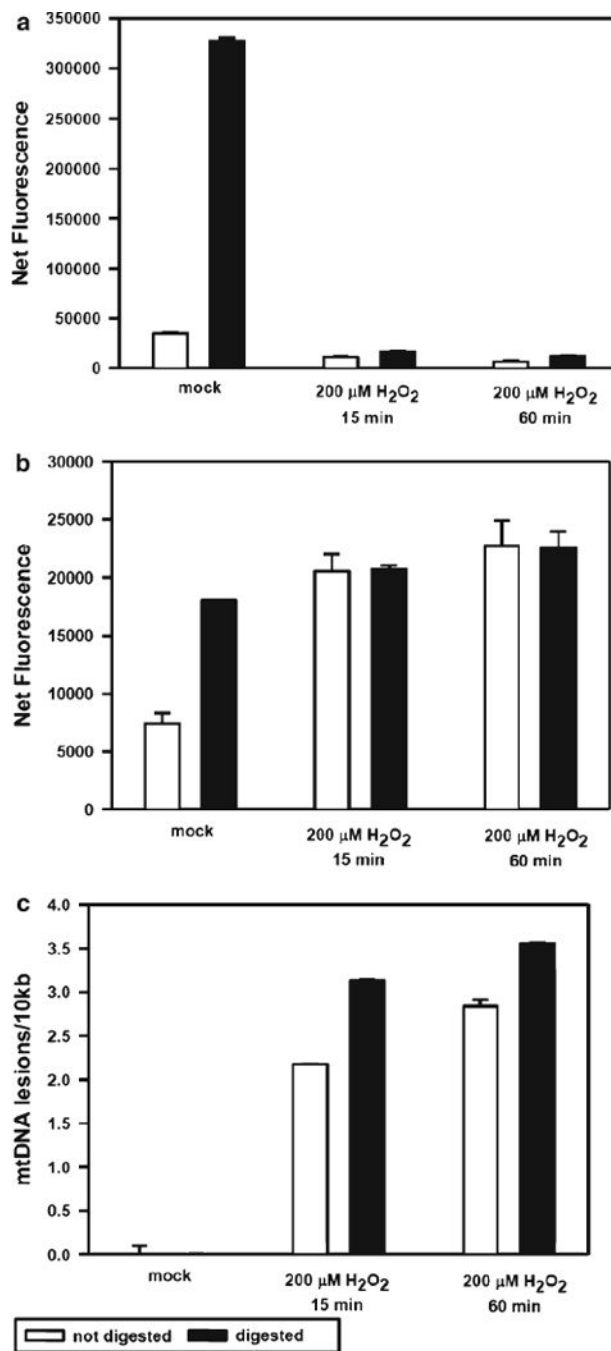 a
350000
300000
250000
200000
150000
100000
50000
0
Net Fluorescence
mock
200 µM H₂O₂
15 min
200 µM H₂O₂
60 min
b
30000
25000
20000
15000
10000
5000
0
Net Fluorescence
mock
200 µM H₂O₂
15 min
200 µM H₂O₂
60 min
c
4.0
3.5
3.0
2.5
2.0
1.5
1.0
0.5
0.0
mtDNA lesions/10kb
mock
200 µM H₂O₂
15 min
200 µM H₂O₂
60 min
not digested digested